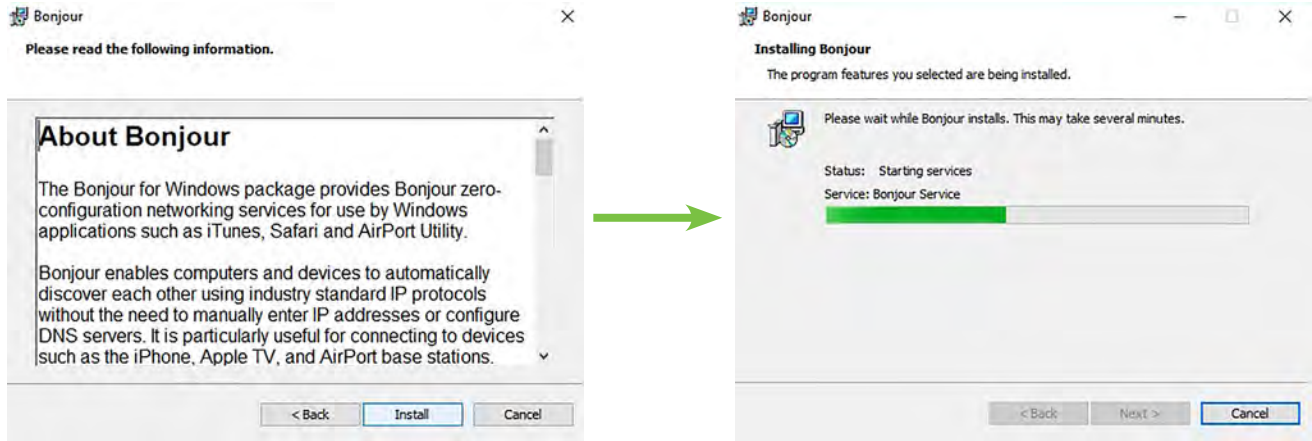 Bonjour
Please read the following information.
About Bonjour
The Bonjour for Windows package provides Bonjour zero-
configuration networking services for use by Windows
applications such as iTunes, Safari and AirPort Utility.
Bonjour enables computers and devices to automatically
discover each other using industry standard IP protocols
without the need to manually enter IP addresses or configure
DNS servers. It is particularly useful for connecting to devices
such as the iPhone, Apple TV, and AirPort base stations.
< Back
Install
Cancel
Bonjour
Installing Bonjour
The program features you selected are being installed.
Please wait while Bonjour installs. This may take several minutes.
Status: Starting services
Service: Bonjour Service
< Back
Next >
Cancel